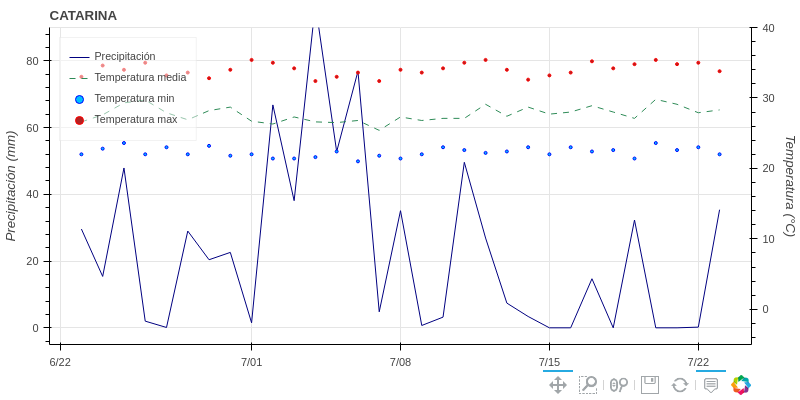 CATARINA
Precipitación
Temperatura media
Temperatura min
Temperatura max
Precipitación (mm)
80
60
40
20
0
Temperatura (°C)
40
30
20
10
0
6/22
7/01
7/08
7/15
7/22